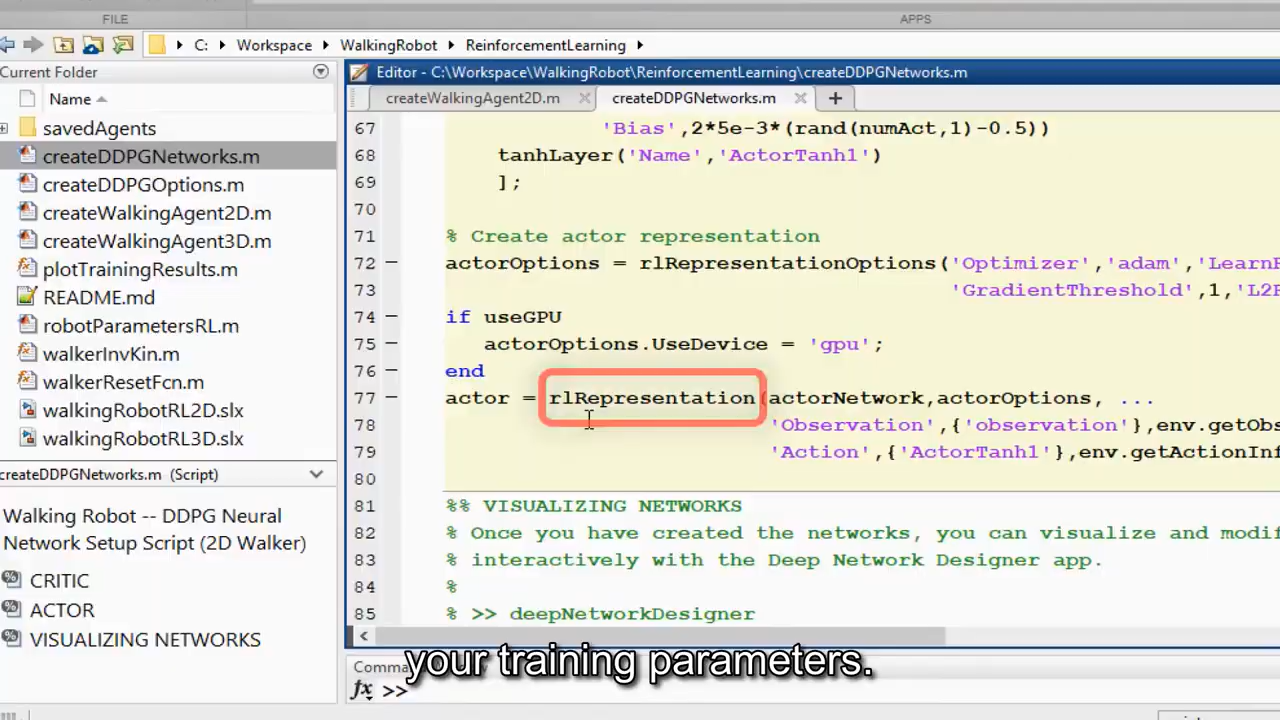 FILE
APPS
C: Workspace WalkingRobot ReinforcementLearning
Current Folder
Name
savedAgents
createDDPGNetworks.m
createDDPGOptions.m
createWalkingAgent2D.m
createWalkingAgent3D.m
plotTrainingResults.m
README.md
robotParametersRL.m
walkerInvKin.m
walkerResetFcn.m
walkingRobotRL2D.slx
walkingRobotRL3D.slx
createDDPGNetworks.m (Script)
Walking Robot -- DDPG Neural
Network Setup Script (2D Walker)
CRITIC
ACTOR
VISUALIZING NETWORKS
Editor - C:\Workspace\WalkingRobot\ReinforcementLearning\createDDPGNetworks.m
createWalkingAgent2D.m createDDPGNetworks.m
67 'Bias',2*5e-3*(rand(numAct,1)-0.5))
68 tanhLayer('Name','ActorTanh1')
69 ];
70
71 % Create actor representation
72 actorOptions = rlRepresentationOptions('Optimizer','adam','Learn
73 'GradientThreshold',1,'L2
74 if useGPU
75 actorOptions.UseDevice = 'gpu';
76 end
77 actor = rlRepresentation(actorNetwork,actorOptions, ...
78 'Observation',{'observation'},env.getObs
79 'Action',{'ActorTanh1'},env.getActionInf
80
81 %% VISUALIZING NETWORKS
82 % Once you have created the networks, you can visualize and modif
83 % interactively with the Deep Network Designer app.
84 %
85 % >> deepNetworkDesigner
Comma
fx >>
your training parameters.